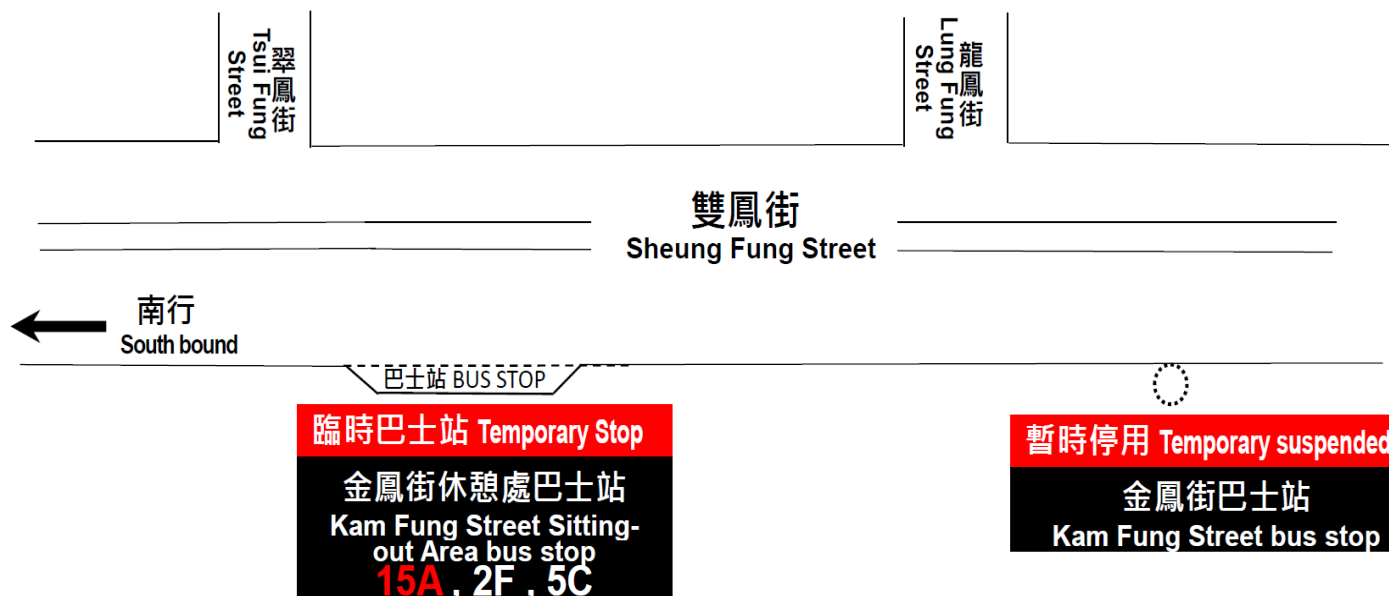 翠鳳街
Tsui Fung
Street
龍鳳街
Lung Fung
Street
雙鳳街
Sheung Fung Street
南行
South bound
巴士站 BUS STOP
臨時巴士站 Temporary Stop
金鳳街休憩處巴士站
Kam Fung Street Sitting-
out Area bus stop
15A , 2F , 5C
暫時停用 Temporary suspended
金鳳街巴士站
Kam Fung Street bus stop